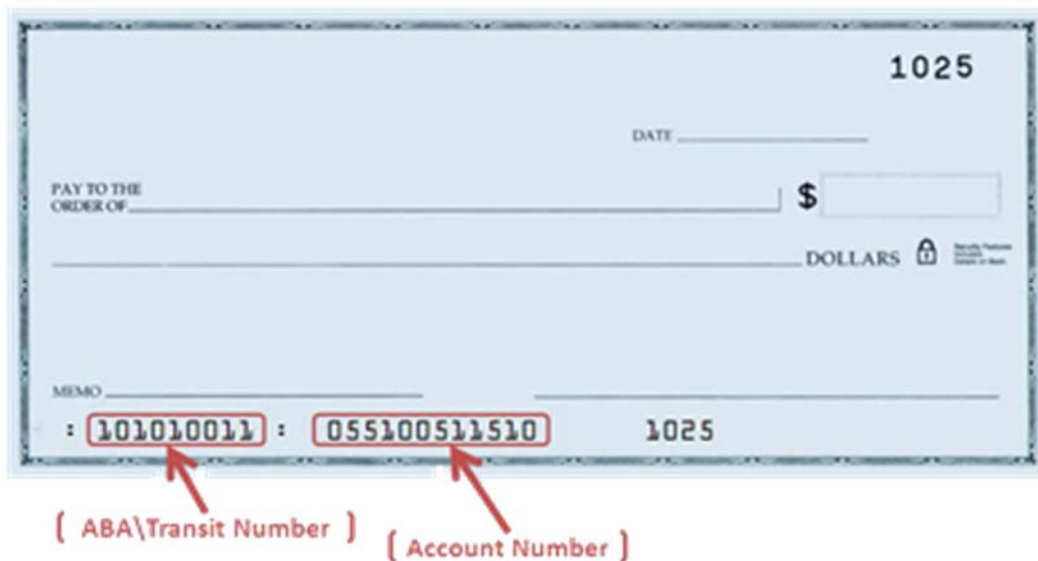 1025
DATE
PAY TO THE
ORDER OF
$
DOLLARS
MEMO
: 101010011 : 055100511510 1025
[ ABA\Transit Number ]
[ Account Number ]